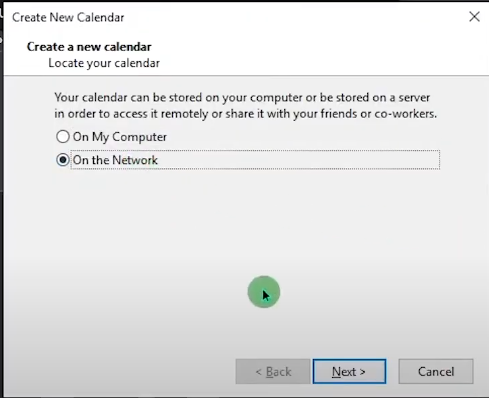 Create New Calendar
Create a new calendar
Locate your calendar
Your calendar can be stored on your computer or be stored on a server
in order to access it remotely or share it with your friends or co-workers.
On My Computer
On the Network
< Back
Next >
Cancel